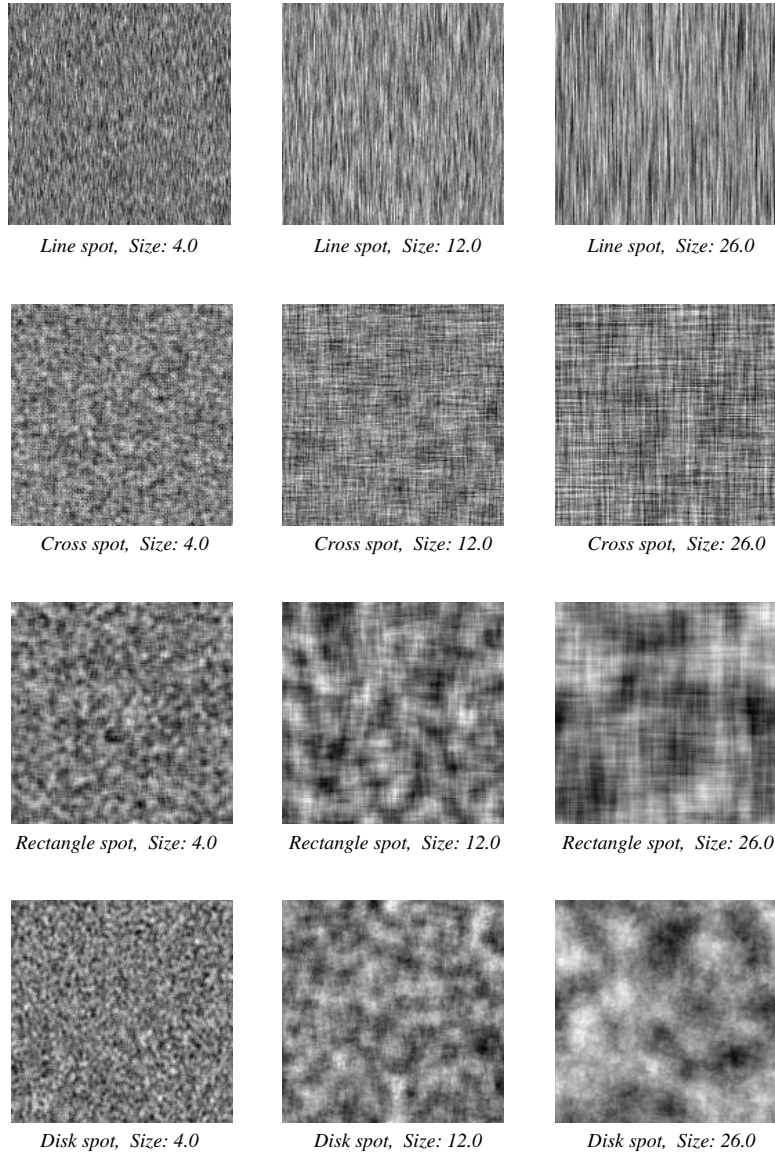 Line spot, Size: 4.0
Line spot, Size: 12.0
Line spot, Size: 26.0
Cross spot, Size: 4.0
Cross spot, Size: 12.0
Cross spot, Size: 26.0
Rectangle spot, Size: 4.0
Rectangle spot, Size: 12.0
Rectangle spot, Size: 26.0
Disk spot, Size: 4.0
Disk spot, Size: 12.0
Disk spot, Size: 26.0